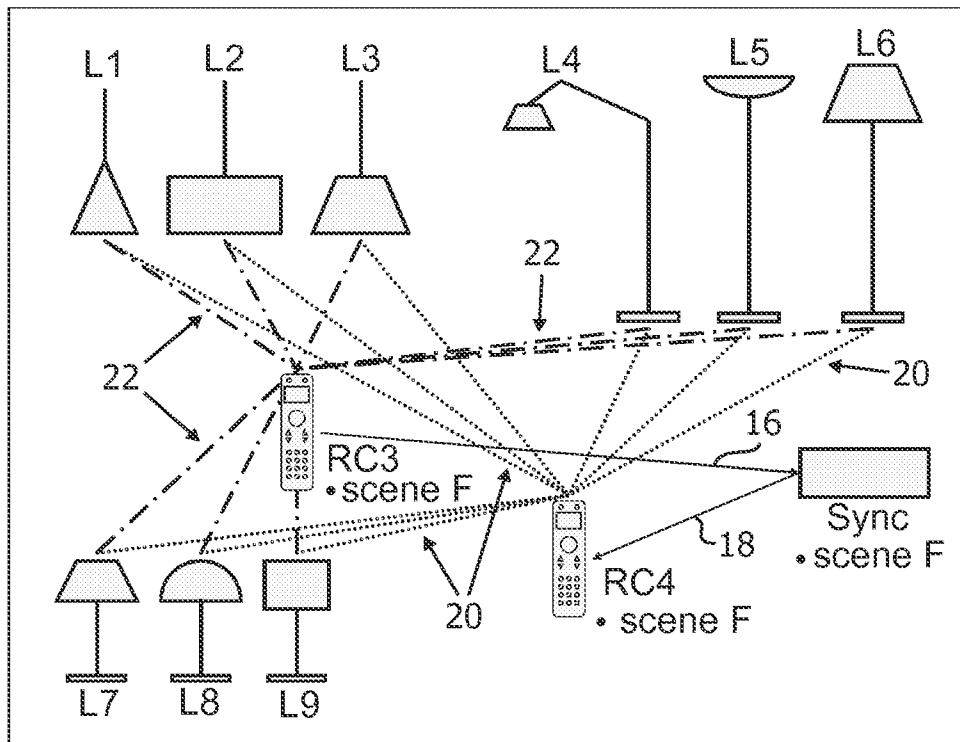 L1 L2 L3 L4 L5 L6
22
22
20
16
RC3
• scene F
Sync
• scene F
18
RC4
• scene F
20
L7 L8 L9